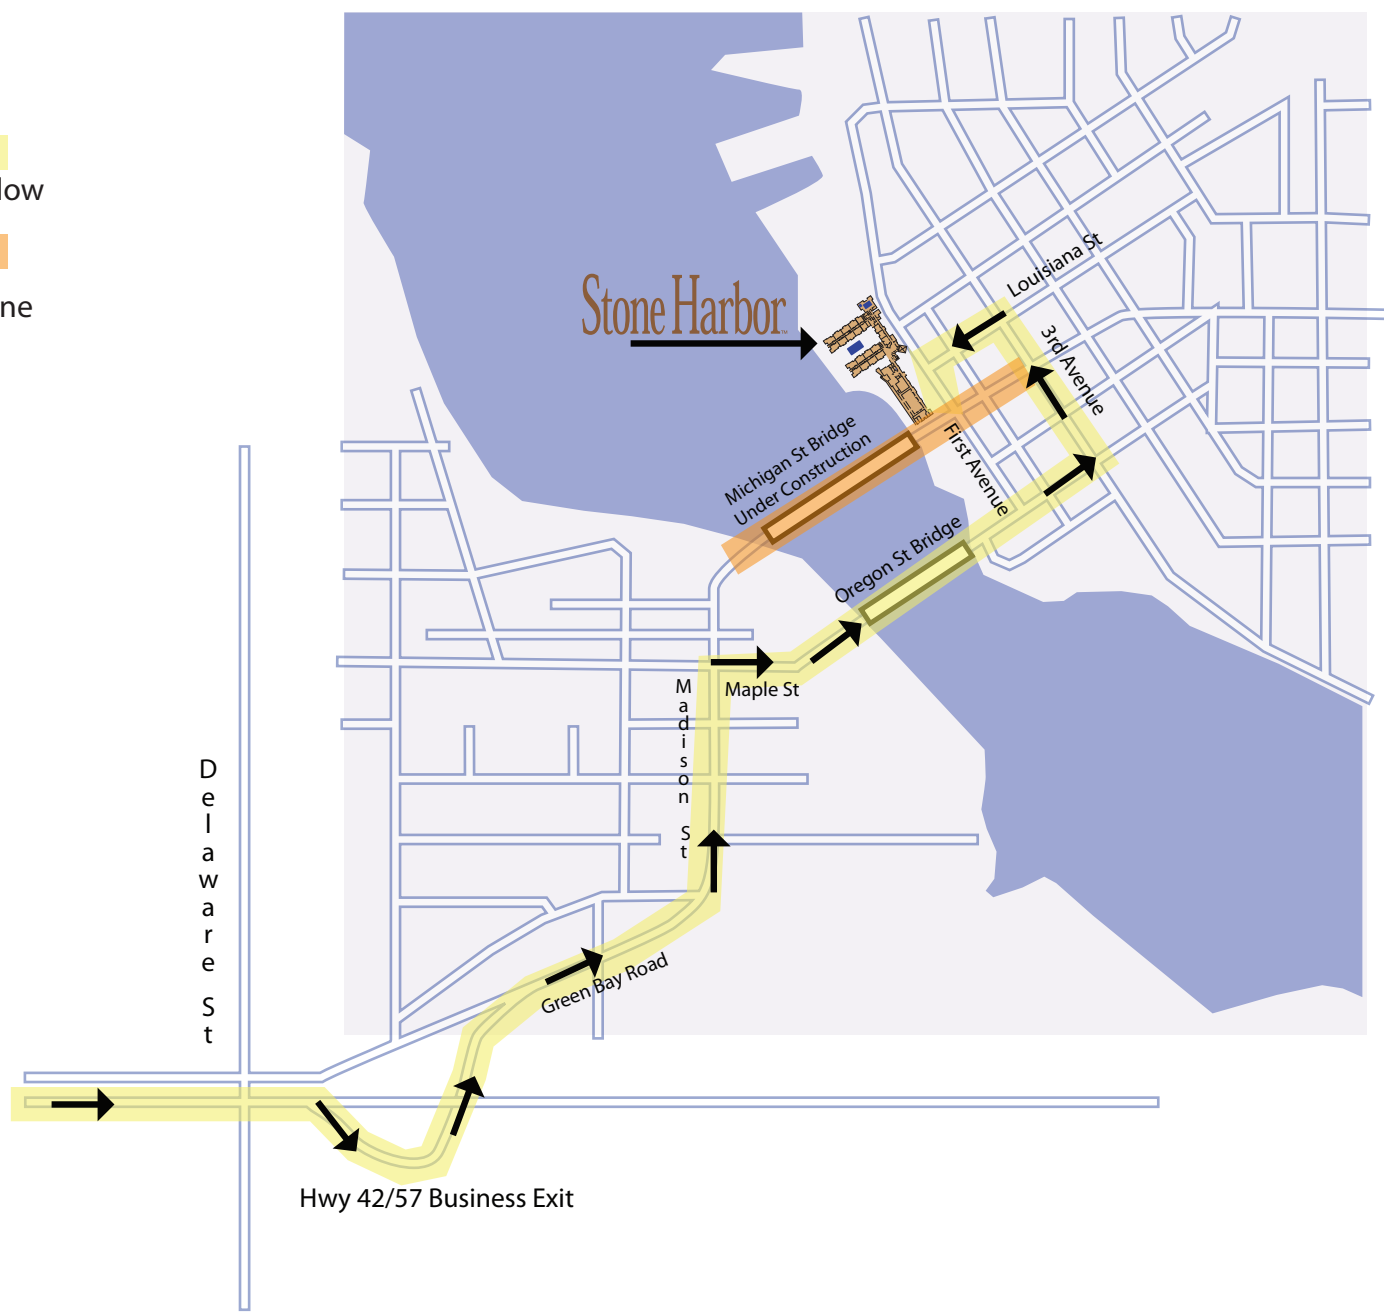 low
ne
Stone Harbor
Louisiana St
3rd Avenue
Michigan St Bridge
Under Construction
First Avenue
Oregon St Bridge
Maple St
Madison St
Delaware St
Green Bay Road
Hwy 42/57 Business Exit